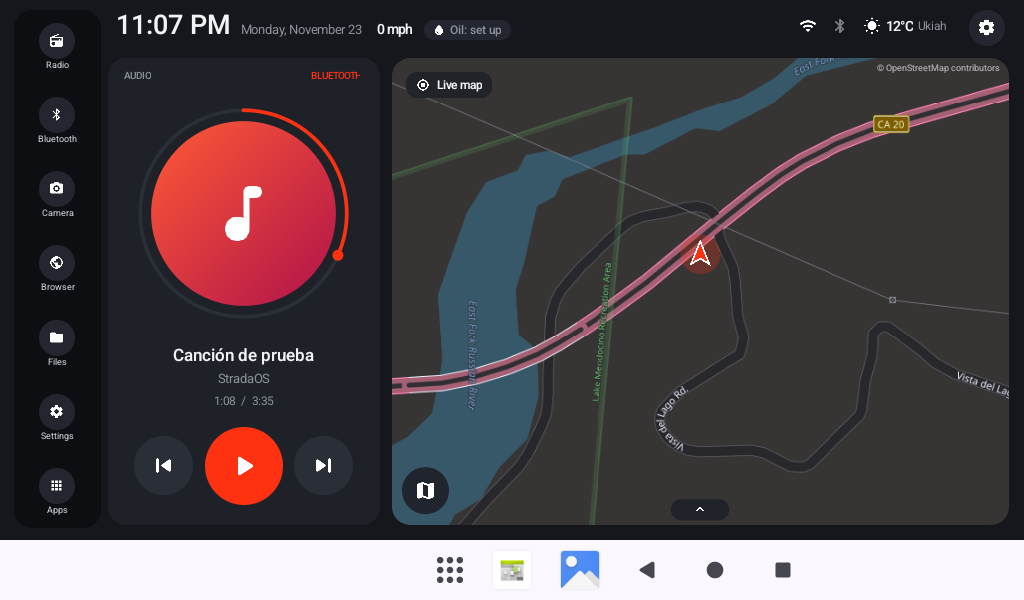 11:07 PM
Monday, November 23
0 mph
Oil: set up
12°C
Ukiah
Radio
Bluetooth
Camera
Browser
Files
Settings
Apps
AUDIO
BLUETOOTH
Canción de prueba
StradaOS
1:08 / 3:35
Live map
© OpenStreetMap contributors
East Fork
CA 20
East Fork Russian River
Lake Mendocino Recreation Area
Vista del Lago Rd.
Vista del Lag